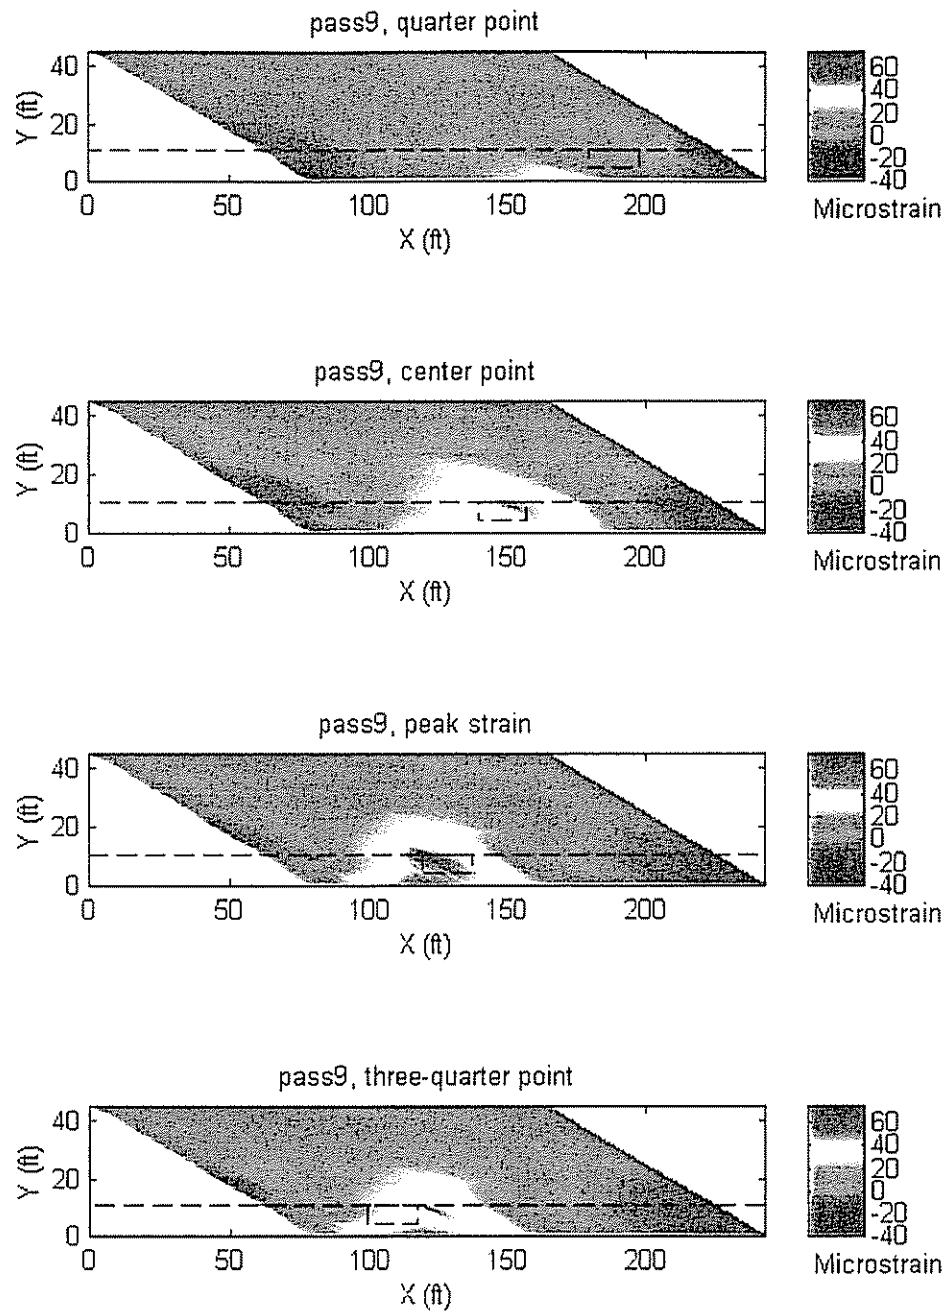 pass9, quarter point
Y (ft)
40
20
0
0 50 100 150 200
X (ft)
60
40
20
0
-20
-40
Microstrain
pass9, center point
Y (ft)
40
20
0
0 50 100 150 200
X (ft)
60
40
20
0
-20
-40
Microstrain
pass9, peak strain
Y (ft)
40
20
0
0 50 100 150 200
X (ft)
60
40
20
0
-20
-40
Microstrain
pass9, three-quarter point
Y (ft)
40
20
0
0 50 100 150 200
X (ft)
60
40
20
0
-20
-40
Microstrain